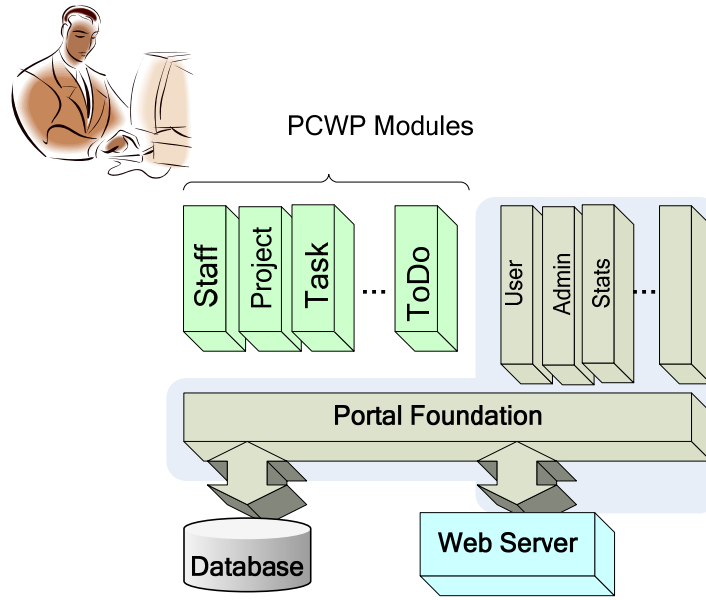 PCWP Modules
Staff
Project
Task
...
ToDo
User
Admin
Stats
...
Portal Foundation
Database
Web Server